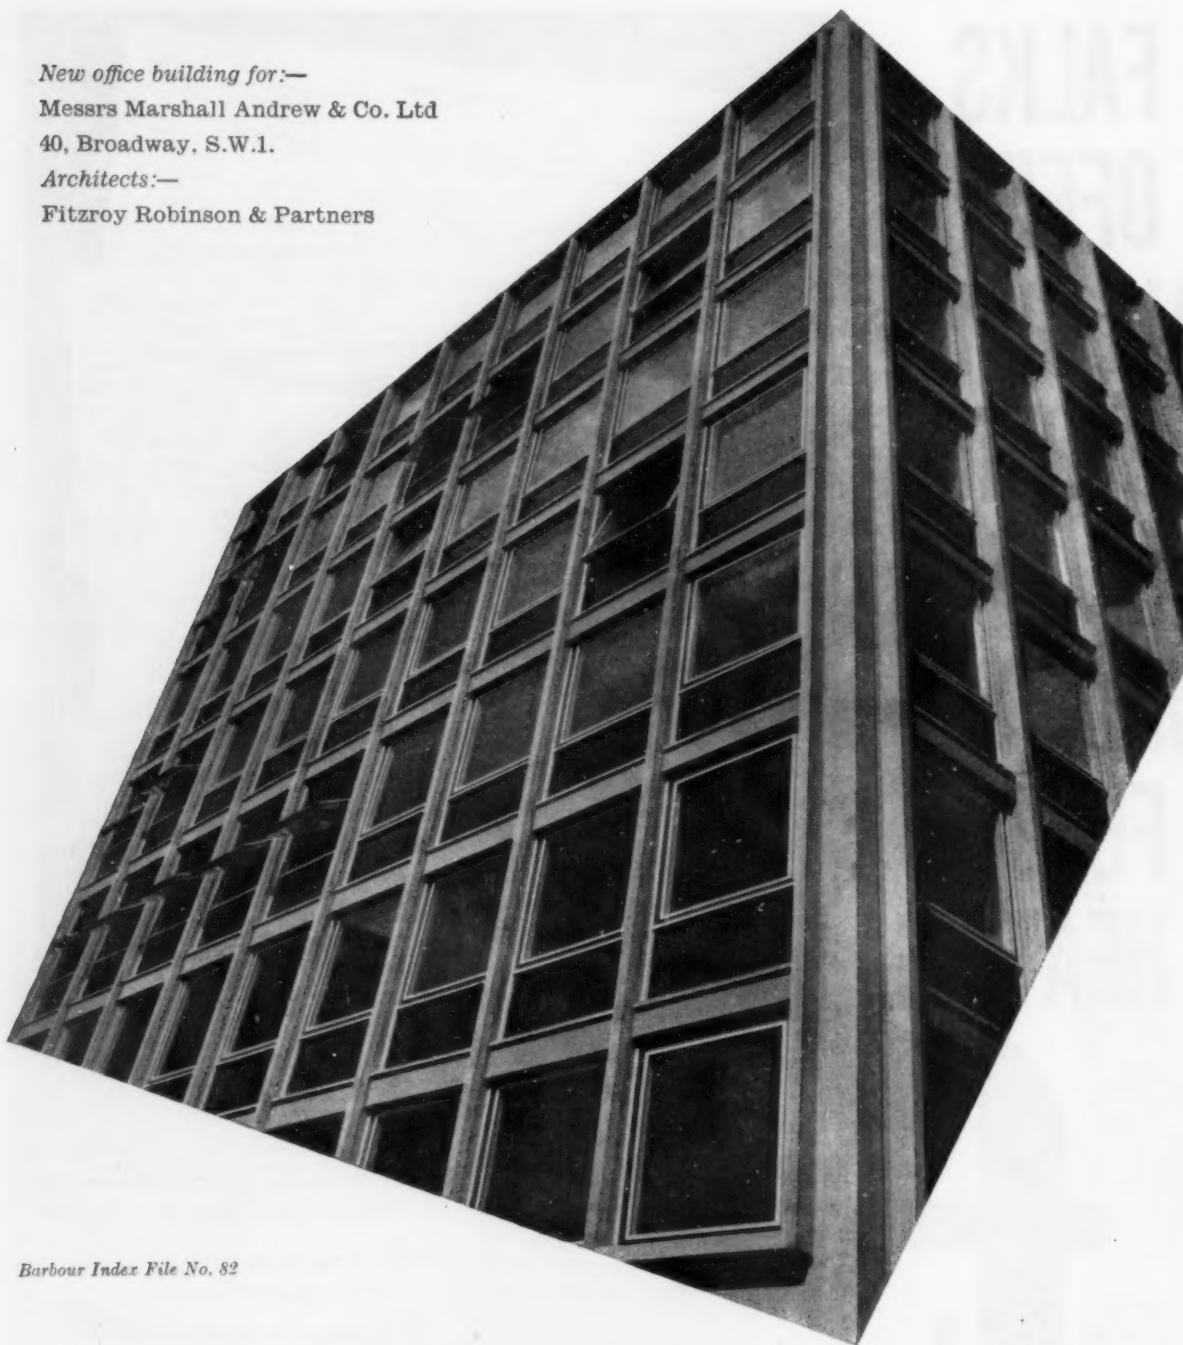 New office building for:—
Messrs Marshall Andrew & Co. Ltd
40, Broadway, S.W.1.
Architects:—
Fitzroy Robinson & Partners
Barbour Index File No. 82